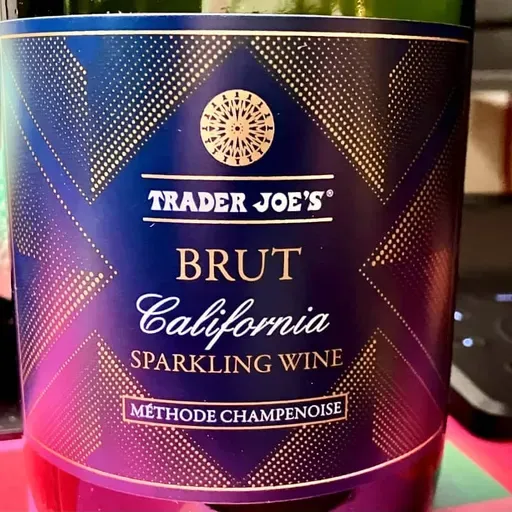 TRADER JOE'S®
BRUT
California
SPARKLING WINE
MÉTHODE CHAMPENOISE